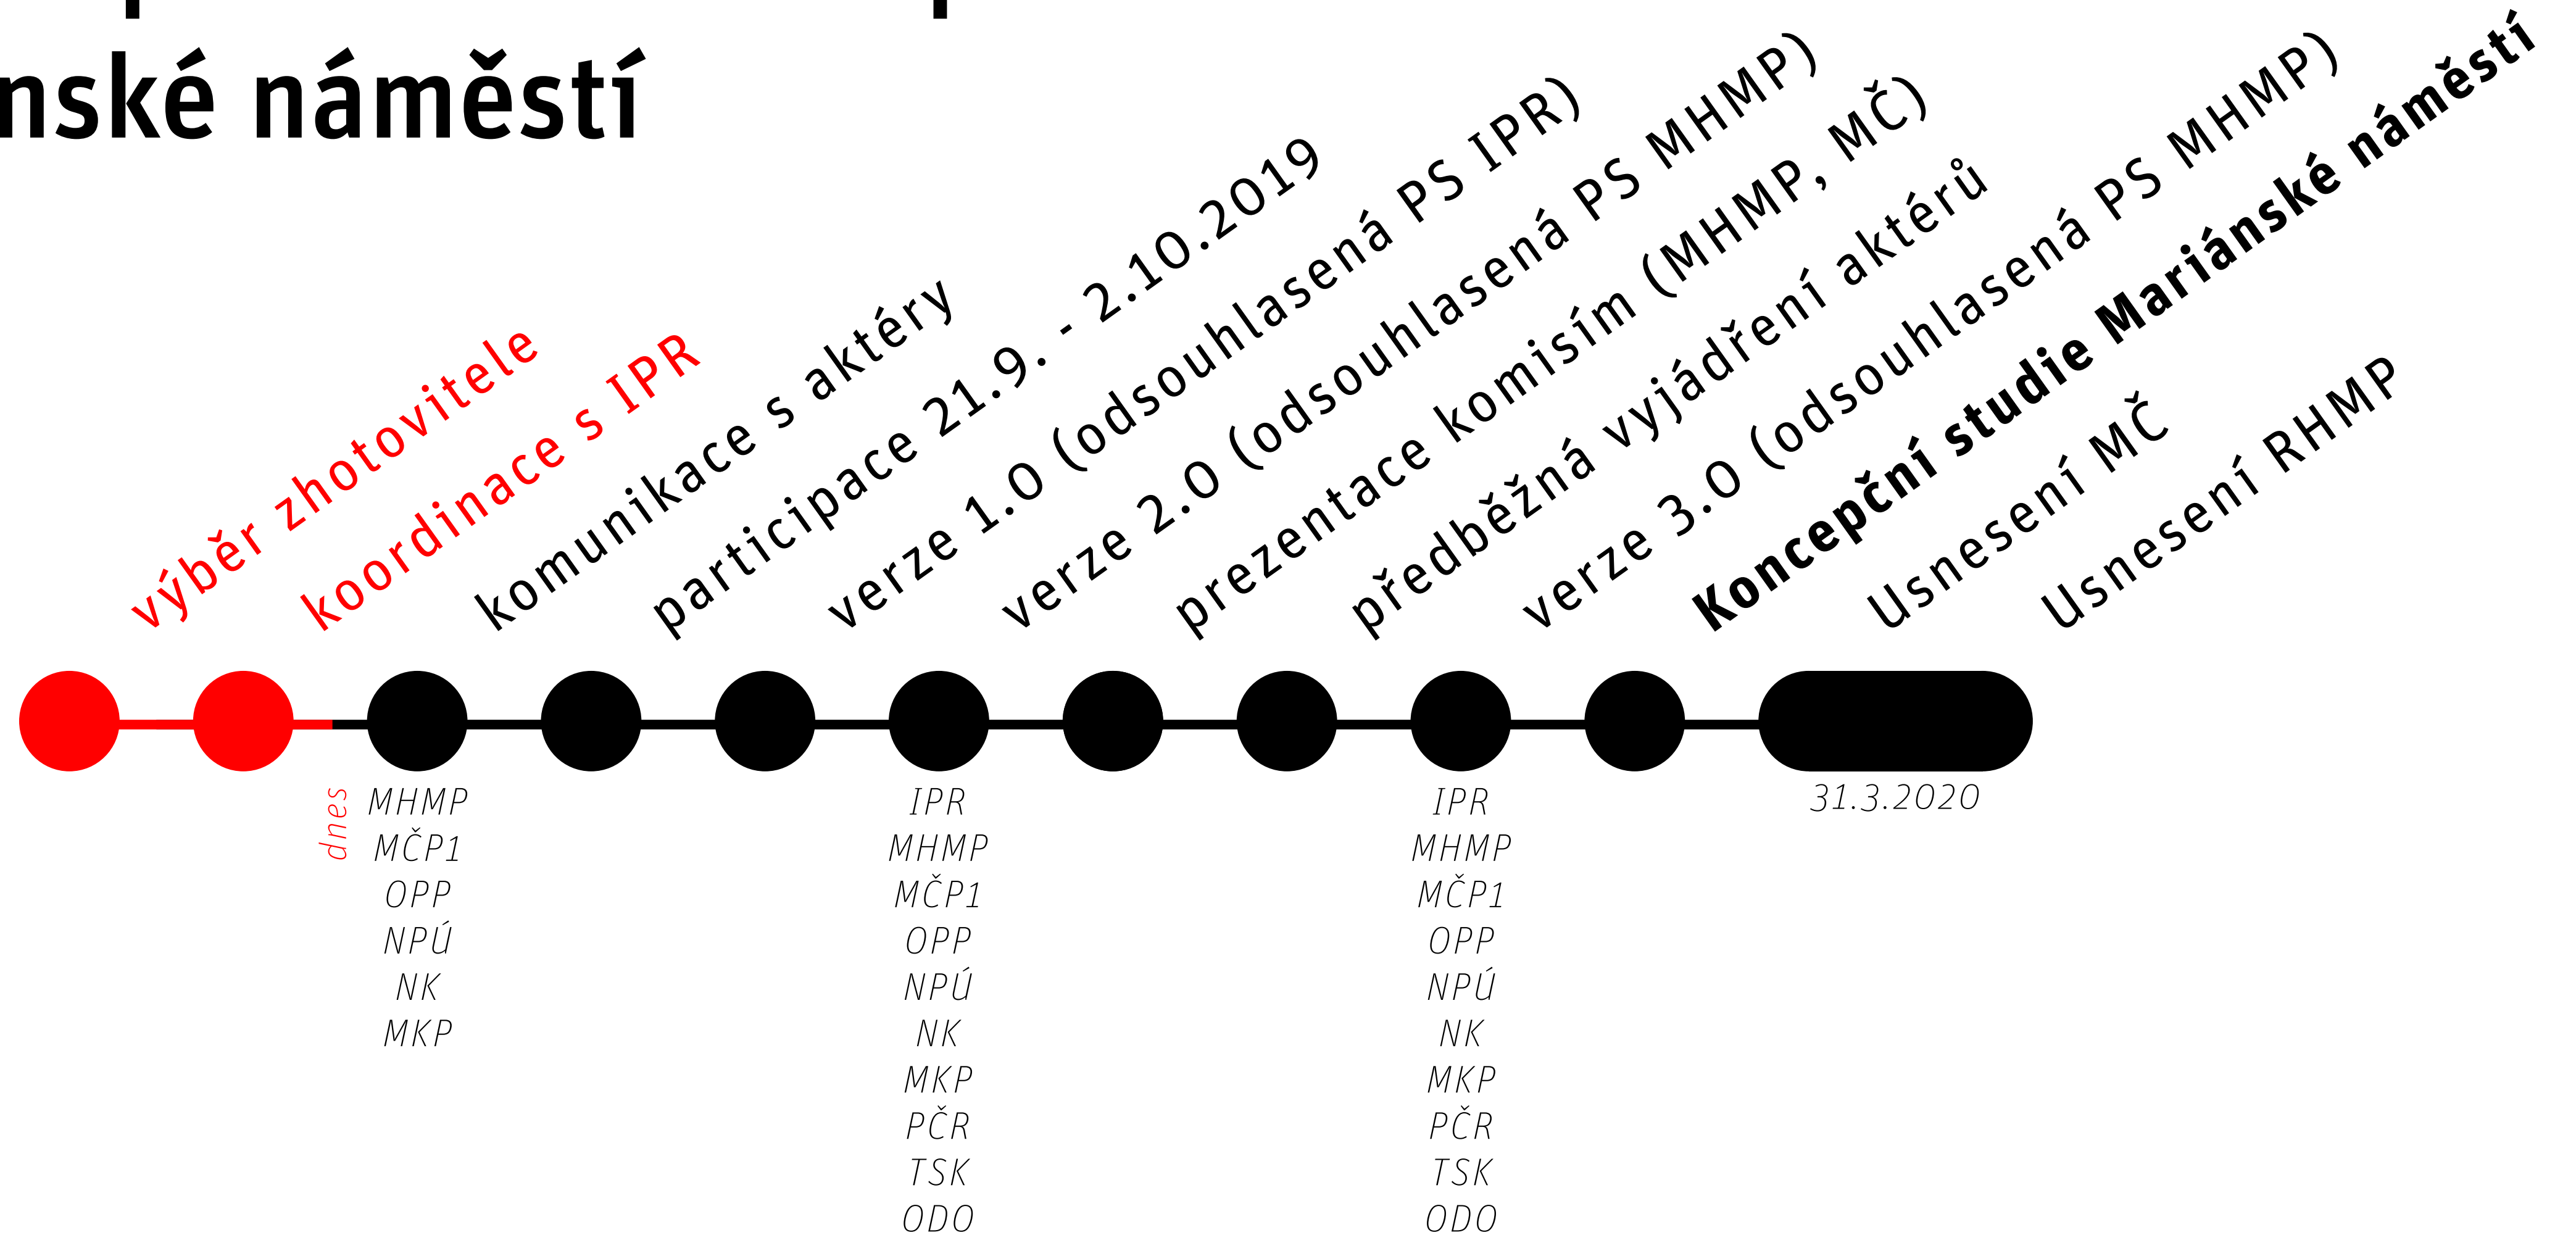 nské náměstí
výběr zhotovitele
koordinace s IPR
komunikace s aktéry
participace 21.9. - 2.10.2019
verze 1.0 (odsouhlasená PS IPR)
verze 2.0 (odsouhlasená PS MHMP)
prezentace komisím (MHMP, MČ)
předběžná vyjádření aktérů
verze 3.0 (odsouhlasená PS MHMP)
Koncepční studie Mariánské náměstí
Usnesení MČ
Usnesení RHMP
dnes
MHMP
MČP1
OPP
NPÚ
NK
MKP
IPR
MHMP
MČP1
OPP
NPÚ
NK
MKP
PČR
TSK
ODO
IPR
MHMP
MČP1
OPP
NPÚ
NK
MKP
PČR
TSK
ODO
31.3.2020